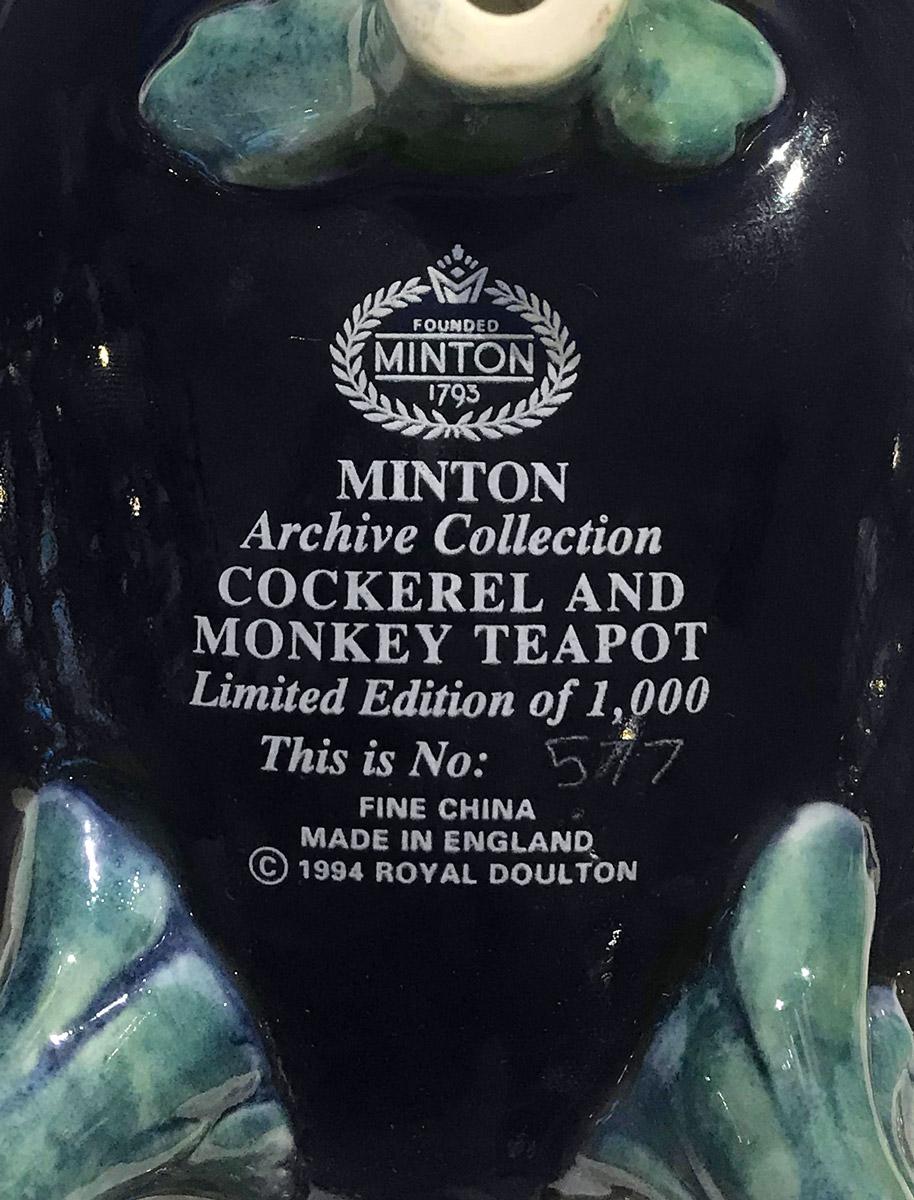 FOUNDED
MINTON
1793
MINTON
Archive Collection
COCKEREL AND
MONKEY TEAPOT
Limited Edition of 1,000
This is No:
FINE CHINA
MADE IN ENGLAND
© 1994 ROYAL DOULTON